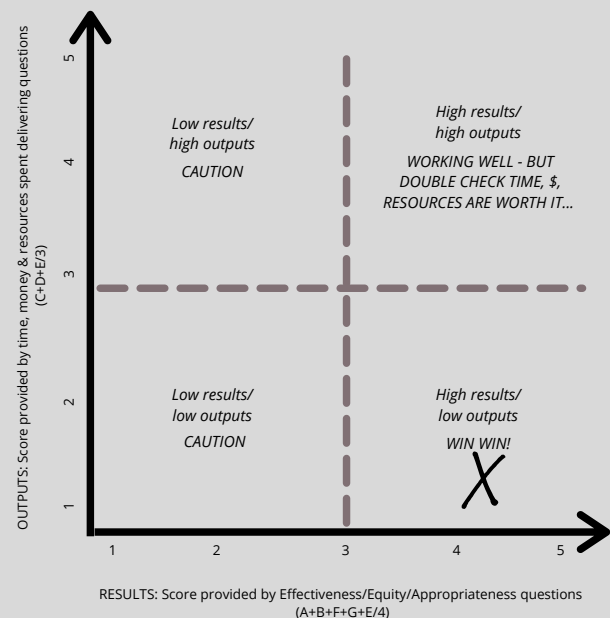 OUTPUTS: Score provided by time, money & resources spent delivering questions
(C+D+E/3)
5
4
3
2
1
Low results/
high outputs
CAUTION
High results/
high outputs
WORKING WELL - BUT
DOUBLE CHECK TIME, $,
RESOURCES ARE WORTH IT...
Low results/
low outputs
CAUTION
High results/
low outputs
WIN WIN!
X
1 2 3 4 5
RESULTS: Score provided by Effectiveness/Equity/Appropriateness questions
(A+B+F+G+E/4)